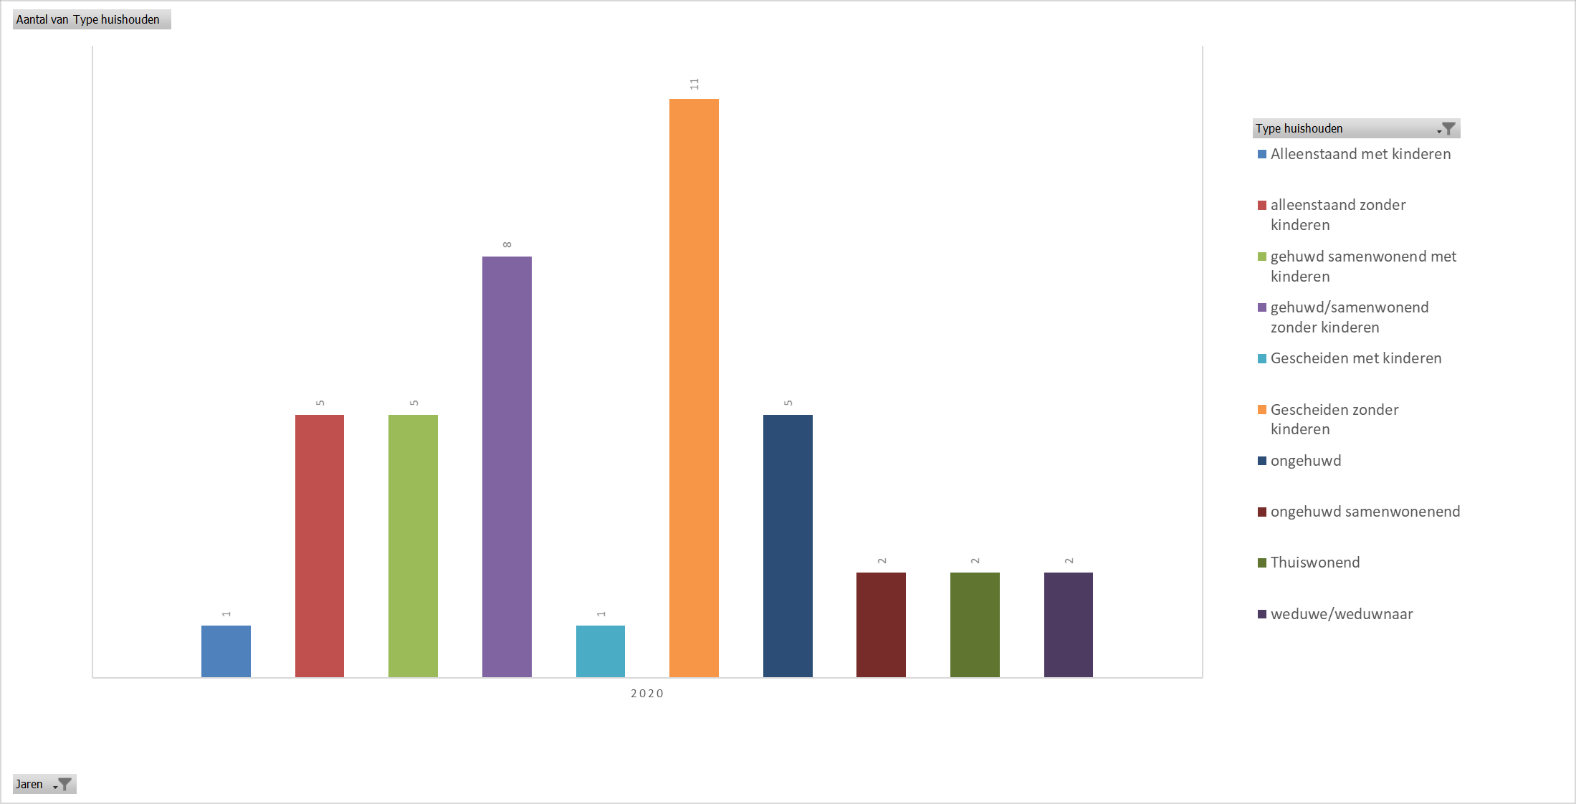 Aantal van Type huishouden
11
8
5
5
5
2
2
2
1
1
2020
Type huishouden
Alleenstaand met kinderen
alleenstaand zonder
kinderen
gehuwd samenwonend met
kinderen
gehuwd/samenwonend
zonder kinderen
Gescheiden met kinderen
Gescheiden zonder
kinderen
ongehuwd
ongehuwd samenwonenend
Thuiswonend
weduwe/weduwnaar
Jaren